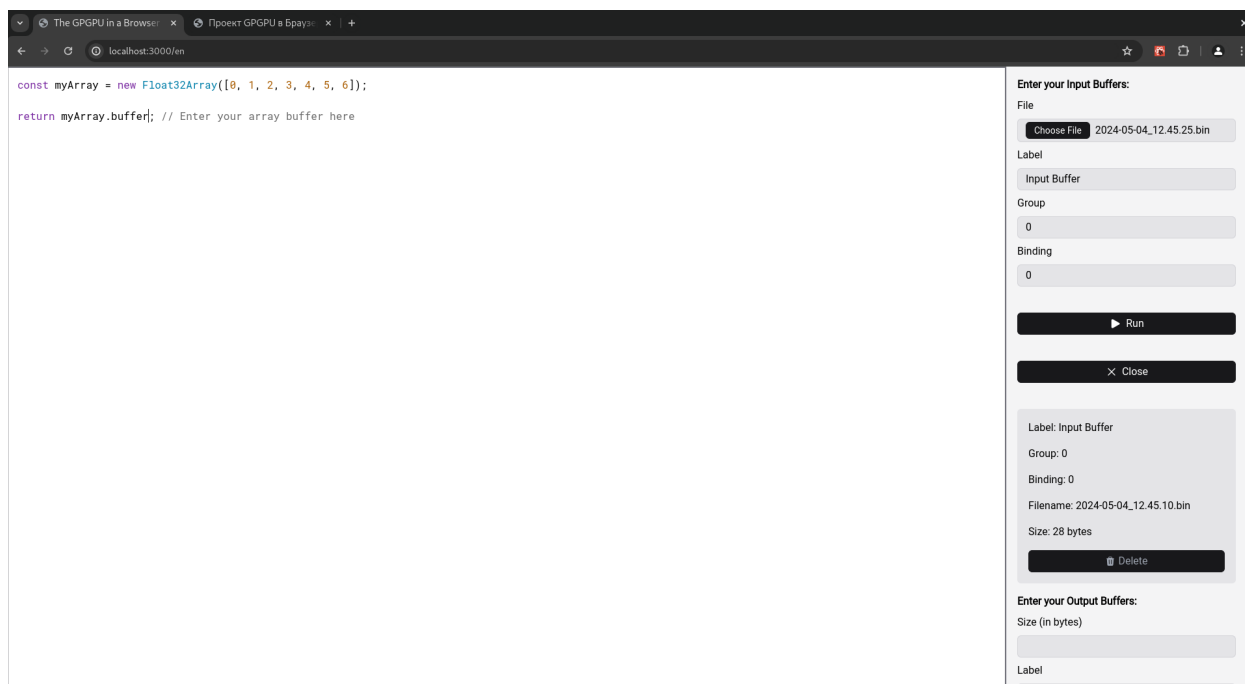 The GPGPU in a Browser
Проект GPGPU в Браузе
localhost:3000/en
const myArray = new Float32Array([0, 1, 2, 3, 4, 5, 6]);
return myArray.buffer; // Enter your array buffer here
Enter your Input Buffers:
File
Choose File 2024-05-04_12.45.25.bin
Label
Input Buffer
Group
0
Binding
0
Run
Close
Label: Input Buffer
Group: 0
Binding: 0
Filename: 2024-05-04_12.45.10.bin
Size: 28 bytes
Delete
Enter your Output Buffers:
Size (in bytes)
Label